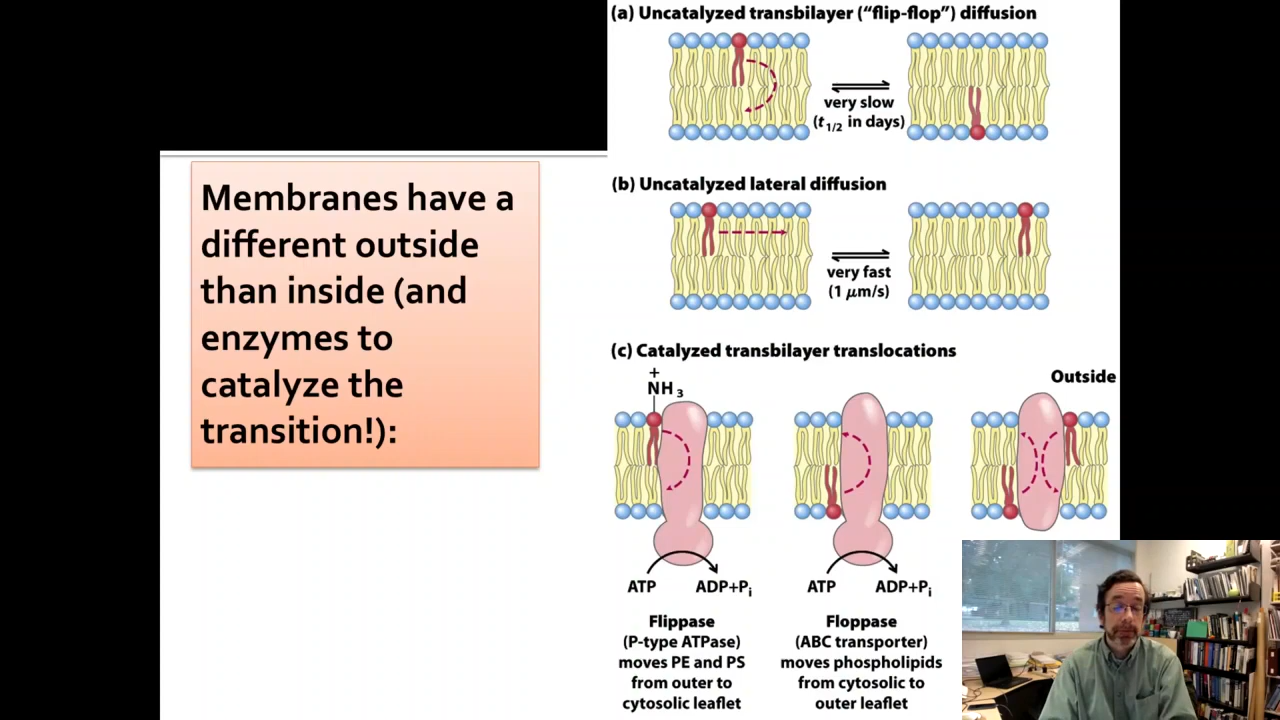 Membranes have a
different outside
than inside (and
enzymes to
catalyze the
transition!):
(a) Uncatalyzed transbilayer (“flip-flop”) diffusion
very slow
(t1/2 in days)
(b) Uncatalyzed lateral diffusion
very fast
(1 μm/s)
(c) Catalyzed transbilayer translocations
+
NH3
Outside
ATP ADP+Pi
ATP ADP+Pi
Flippase
(P-type ATPase)
moves PE and PS
from outer to
cytosolic leaflet
Floppase
(ABC transporter)
moves phospholipids
from cytosolic to
outer leaflet